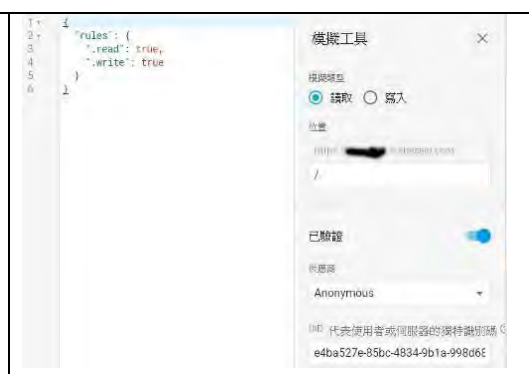 1 {
2 "rules": {
3 ".read": true,
4 ".write": true
5 }
6 }
模擬工具
模擬類型
讀取 寫入
位置
/
已驗證
供應商
Anonymous
UID 代表使用者或伺服器的獨特識別碼
e4ba527e-85bc-4834-9b1a-998d68